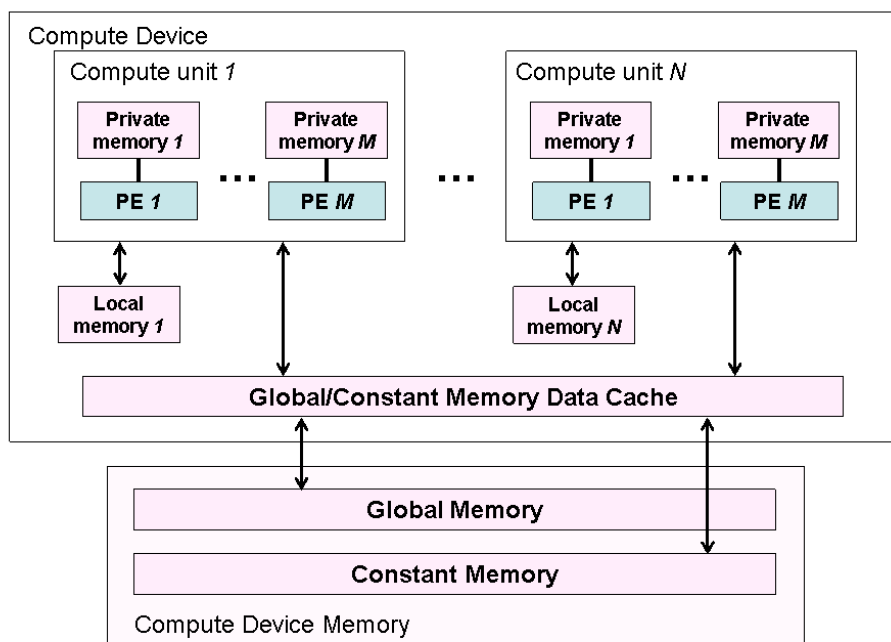 Compute Device
Compute unit 1
Compute unit N
Private
memory 1
Private
memory M
Private
memory 1
Private
memory M
...
...
...
PE 1
PE M
PE 1
PE M
Local
memory 1
Local
memory N
Global/Constant Memory Data Cache
Global Memory
Constant Memory
Compute Device Memory